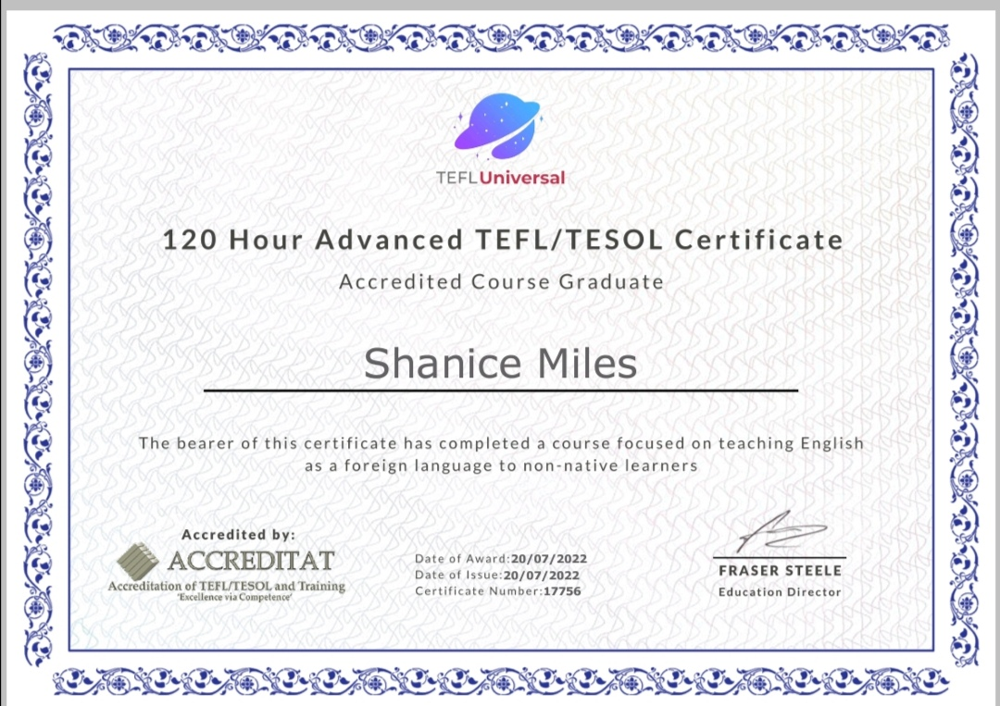 TEFLUniversal
120 Hour Advanced TEFL/TESOL Certificate
Accredited Course Graduate
Shanice Miles
The bearer of this certificate has completed a course focused on teaching English
as a foreign language to non-native learners
Accredited by:
ACCREDITAT
Accreditation of TEFL/TESOL and Training
'Excellence via Competence'
Date of Award:20/07/2022
Date of Issue:20/07/2022
Certificate Number:17756
FRASER STEELE
Education Director